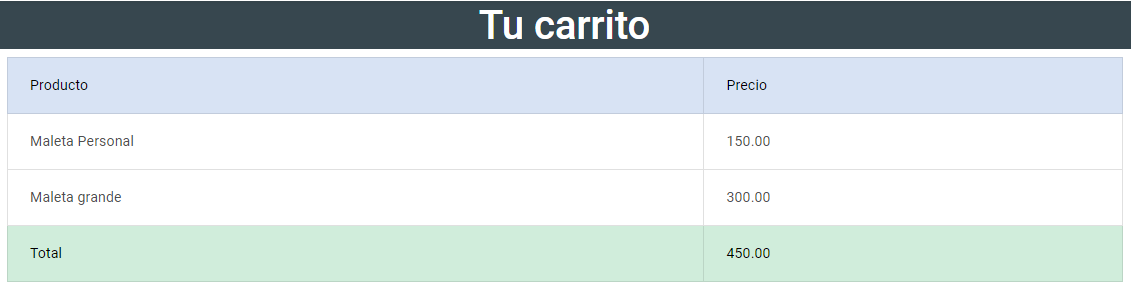 Tu carrito
Producto Precio
Maleta Personal 150.00
Maleta grande 300.00
Total 450.00